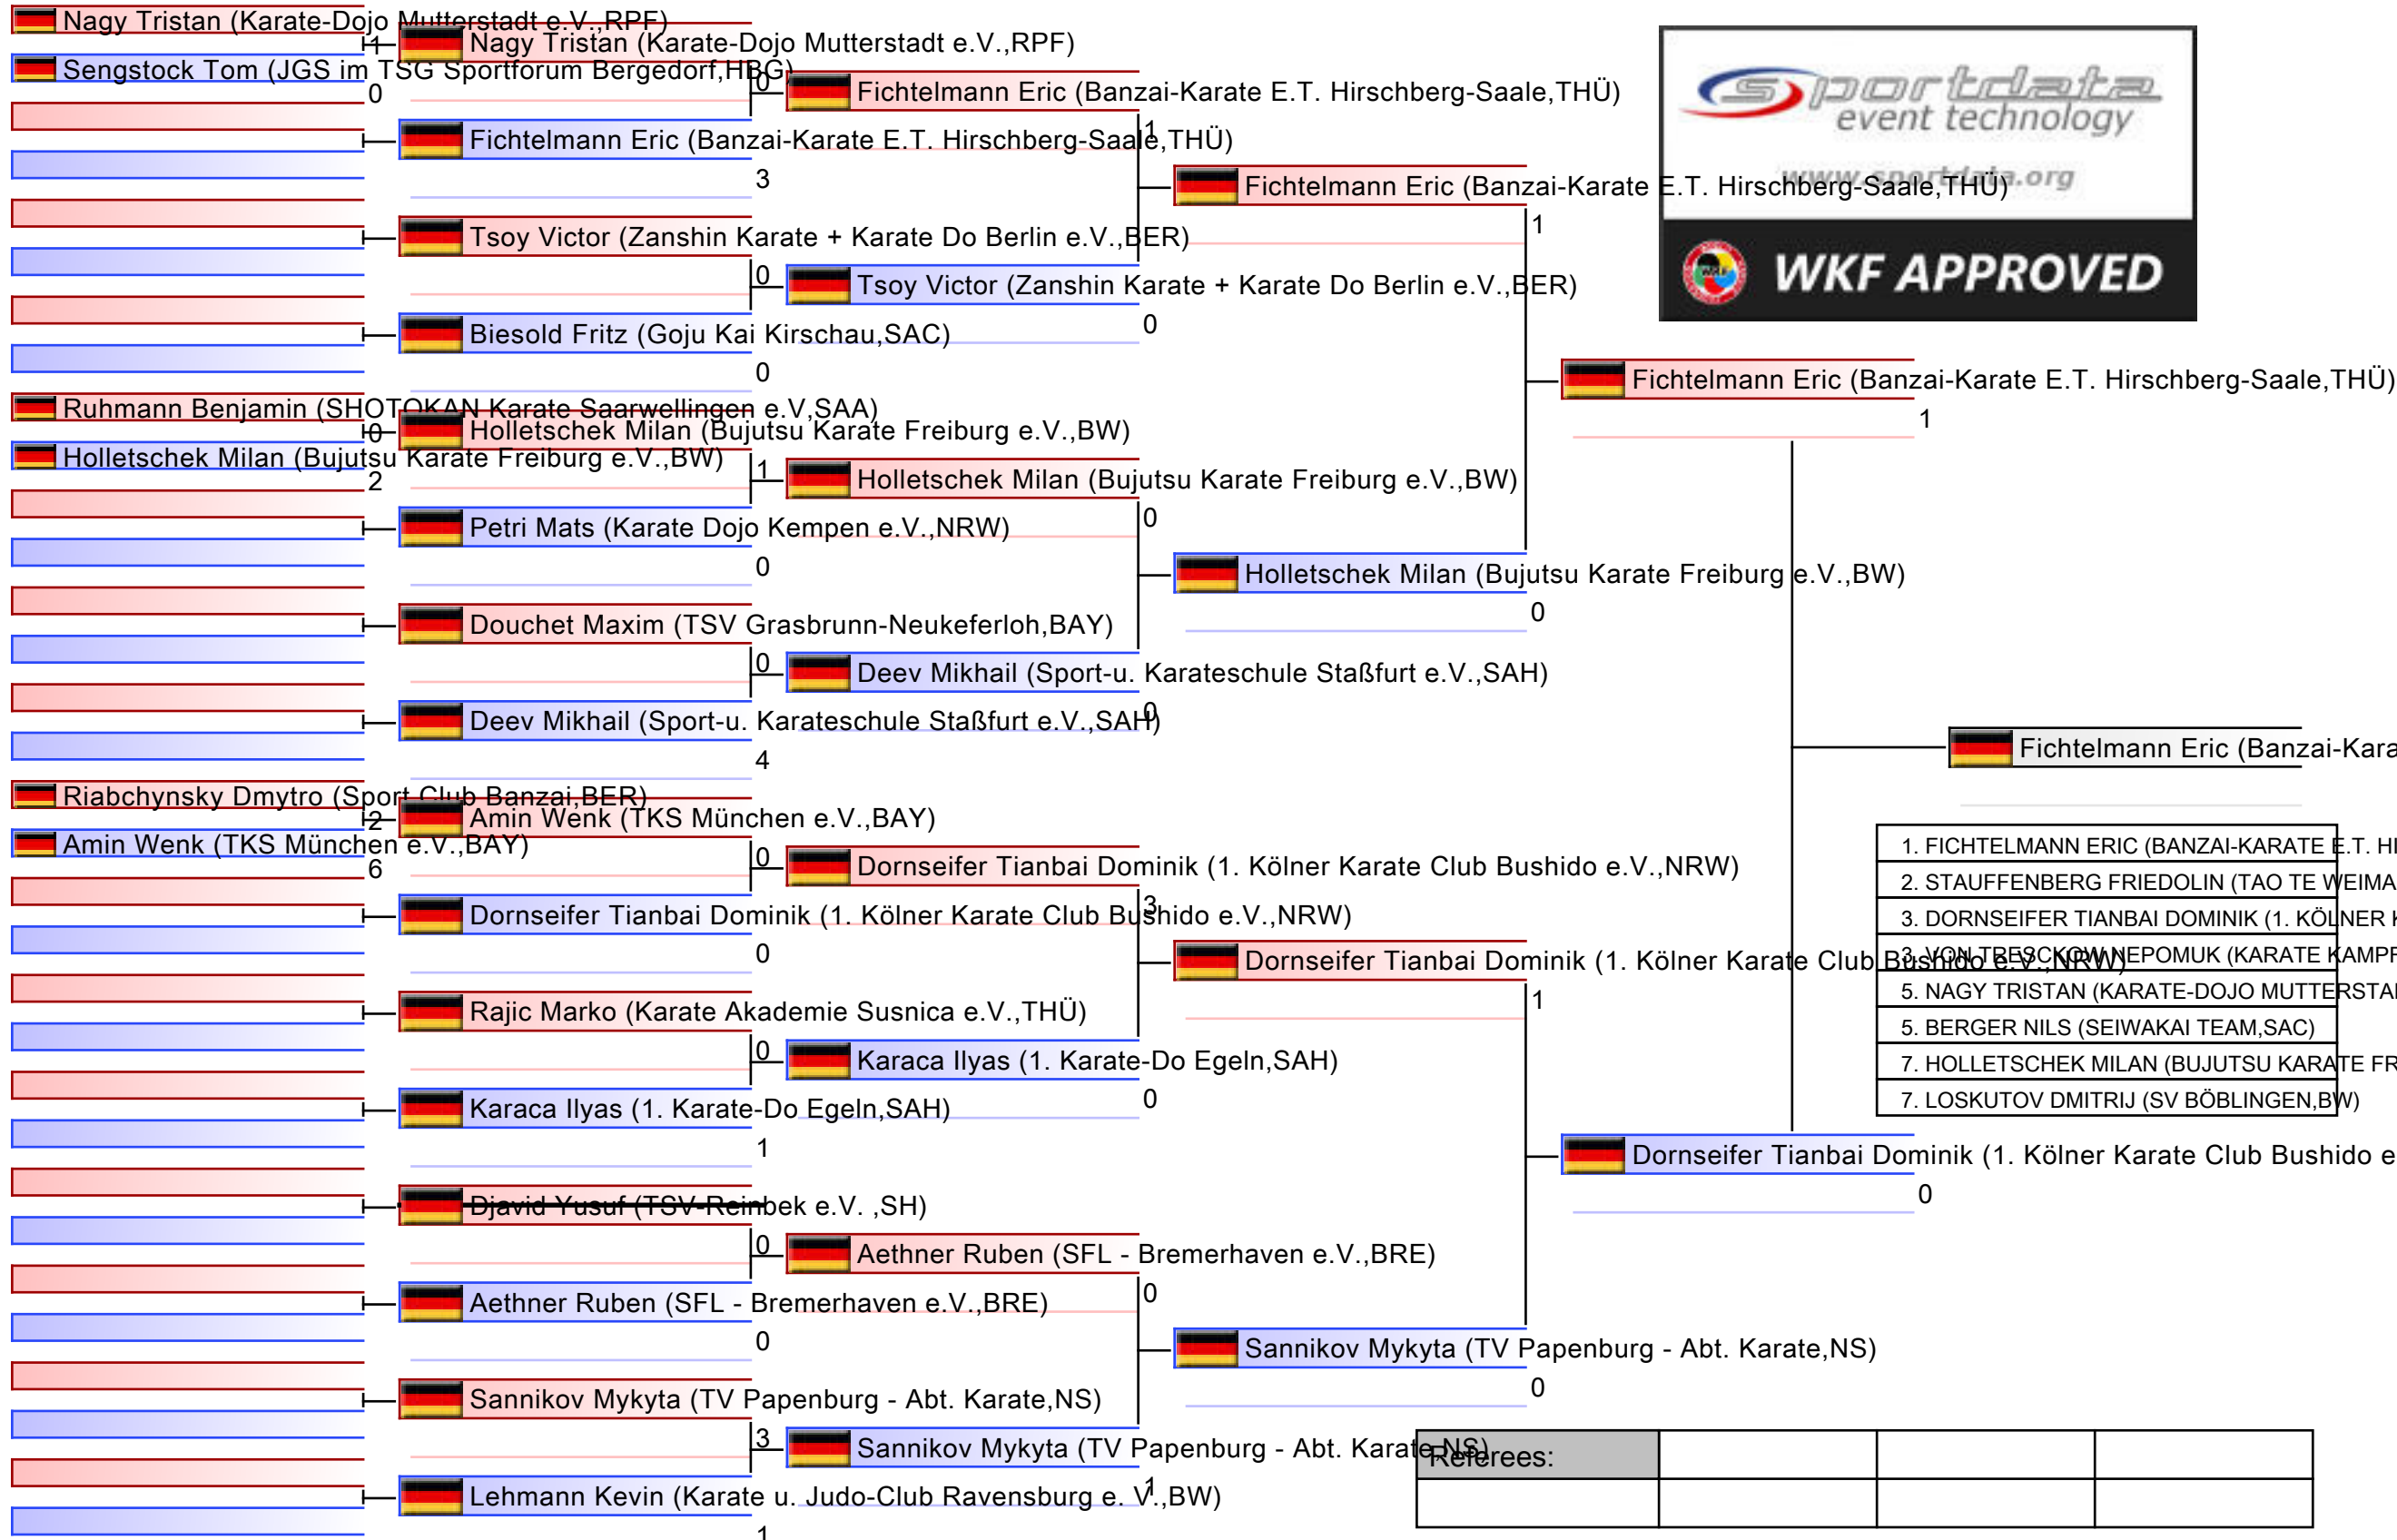 Nagy Tristan (Karate-Dojo Mutterstadt e.V.,RPF)
1
Sengstock Tom (JGS im TSG Sportforum Bergedorf,HBG)
0
Ruhmann Benjamin (SHOTOKAN Karate Saarwellingen e.V,SAA)
0
Holletschek Milan (Bujutsu Karate Freiburg e.V.,BW)
2
Riabchynsky Dmytro (Sport Club Banzai,BER)
2
Amin Wenk (TKS München e.V.,BAY)
6
Nagy Tristan (Karate-Dojo Mutterstadt e.V.,RPF)
0
Fichtelmann Eric (Banzai-Karate E.T. Hirschberg-Saale,THÜ)
3
Tsoy Victor (Zanshin Karate + Karate Do Berlin e.V.,BER)
0
Biesold Fritz (Goju Kai Kirschau,SAC)
0
Holletschek Milan (Bujutsu Karate Freiburg e.V.,BW)
1
Petri Mats (Karate Dojo Kempen e.V.,NRW)
0
Douchet Maxim (TSV Grasbrunn-Neukeferloh,BAY)
0
Deev Mikhail (Sport-u. Karateschule Staßfurt e.V.,SAH)
4
Amin Wenk (TKS München e.V.,BAY)
0
Dornseifer Tianbai Dominik (1. Kölner Karate Club Bushido e.V.,NRW)
0
Rajic Marko (Karate Akademie Susnica e.V.,THÜ)
0
Karaca Ilyas (1. Karate-Do Egeln,SAH)
1
Djavid Yusuf (TSV-Reinbek e.V. ,SH)
0
Aethner Ruben (SFL - Bremerhaven e.V.,BRE)
0
Sannikov Mykyta (TV Papenburg - Abt. Karate,NS)
3
Lehmann Kevin (Karate u. Judo-Club Ravensburg e. V.,BW)
1
Fichtelmann Eric (Banzai-Karate E.T. Hirschberg-Saale,THÜ)
1
Tsoy Victor (Zanshin Karate + Karate Do Berlin e.V.,BER)
0
Holletschek Milan (Bujutsu Karate Freiburg e.V.,BW)
0
Deev Mikhail (Sport-u. Karateschule Staßfurt e.V.,SAH)
0
Dornseifer Tianbai Dominik (1. Kölner Karate Club Bushido e.V.,NRW)
3
Karaca Ilyas (1. Karate-Do Egeln,SAH)
0
Aethner Ruben (SFL - Bremerhaven e.V.,BRE)
0
Sannikov Mykyta (TV Papenburg - Abt. Karate,NS)
1
Fichtelmann Eric (Banzai-Karate E.T. Hirschberg-Saale,THÜ)
1
Holletschek Milan (Bujutsu Karate Freiburg e.V.,BW)
0
Dornseifer Tianbai Dominik (1. Kölner Karate Club Bushido e.V.,NRW)
1
Sannikov Mykyta (TV Papenburg - Abt. Karate,NS)
0
Fichtelmann Eric (Banzai-Karate E.T. Hirschberg-Saale,THÜ)
1
Dornseifer Tianbai Dominik (1. Kölner Karate Club Bushido e
0
Fichtelmann Eric (Banzai-Kara
sportdata
event technology
www.sportdata.org
WKF APPROVED
1. FICHTELMANN ERIC (BANZAI-KARATE E.T. HI
2. STAUFFENBERG FRIEDOLIN (TAO TE WEIMA
3. DORNSEIFER TIANBAI DOMINIK (1. KÖLNER K
3. VON TRESCKOW NEPOMUK (KARATE KAMPF
5. NAGY TRISTAN (KARATE-DOJO MUTTERSTAD
5. BERGER NILS (SEIWAKAI TEAM,SAC)
7. HOLLETSCHEK MILAN (BUJUTSU KARATE FR
7. LOSKUTOV DMITRIJ (SV BÖBLINGEN,BW)
Referees: